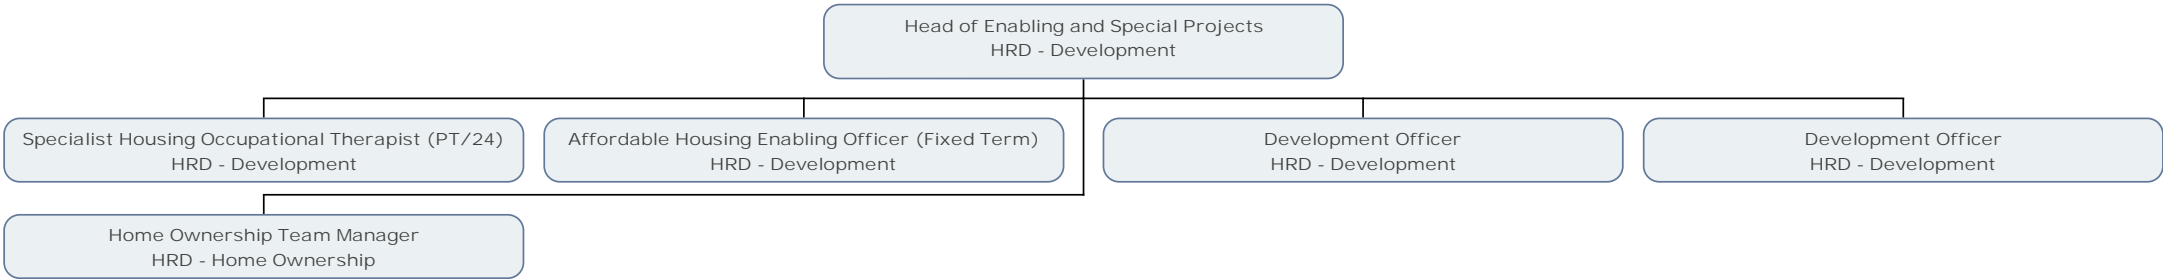 Head of Enabling and Special Projects
HRD - Development
Specialist Housing Occupational Therapist (PT/24)
HRD - Development
Affordable Housing Enabling Officer (Fixed Term)
HRD - Development
Development Officer
HRD - Development
Development Officer
HRD - Development
Home Ownership Team Manager
HRD - Home Ownership